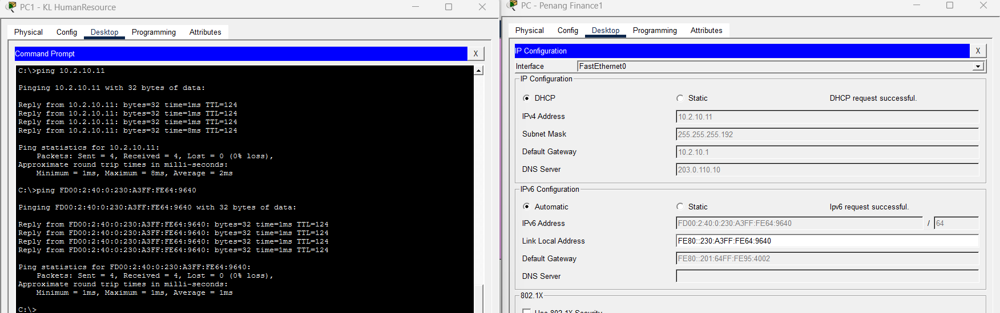 PC1 - KL HumanResource
Physical Config Desktop Programming Attributes
Command Prompt X
C:\>ping 10.2.10.11
Pinging 10.2.10.11 with 32 bytes of data:
Reply from 10.2.10.11: bytes=32 time=1ms TTL=124
Reply from 10.2.10.11: bytes=32 time=1ms TTL=124
Reply from 10.2.10.11: bytes=32 time=1ms TTL=124
Reply from 10.2.10.11: bytes=32 time=8ms TTL=124
Ping statistics for 10.2.10.11:
Packets: Sent = 4, Received = 4, Lost = 0 (0% loss),
Approximate round trip times in milli-seconds:
Minimum = 1ms, Maximum = 8ms, Average = 2ms
C:\>ping FD00:2:40:0:230:A3FF:FE64:9640
Pinging FD00:2:40:0:230:A3FF:FE64:9640 with 32 bytes of data:
Reply from FD00:2:40:0:230:A3FF:FE64:9640: bytes=32 time=1ms TTL=124
Reply from FD00:2:40:0:230:A3FF:FE64:9640: bytes=32 time=1ms TTL=124
Reply from FD00:2:40:0:230:A3FF:FE64:9640: bytes=32 time=1ms TTL=124
Reply from FD00:2:40:0:230:A3FF:FE64:9640: bytes=32 time=1ms TTL=124
Ping statistics for FD00:2:40:0:230:A3FF:FE64:9640:
Packets: Sent = 4, Received = 4, Lost = 0 (0% loss),
Approximate round trip times in milli-seconds:
Minimum = 1ms, Maximum = 1ms, Average = 1ms
C:\>
PC - Penang Finance1
Physical Config Desktop Programming Attributes
IP Configuration X
Interface FastEthernet0
IP Configuration
DHCP Static DHCP request successful.
IPv4 Address 10.2.10.11
Subnet Mask 255.255.255.192
Default Gateway 10.2.10.1
DNS Server 203.0.110.10
IPv6 Configuration
Automatic Static Ipv6 request successful.
IPv6 Address FD00:2:40:0:230:A3FF:FE64:9640 / 64
Link Local Address FE80::230:A3FF:FE64:9640
Default Gateway FE80::201:64FF:FE95:4002
DNS Server
802.1X
Use 802.1X Security